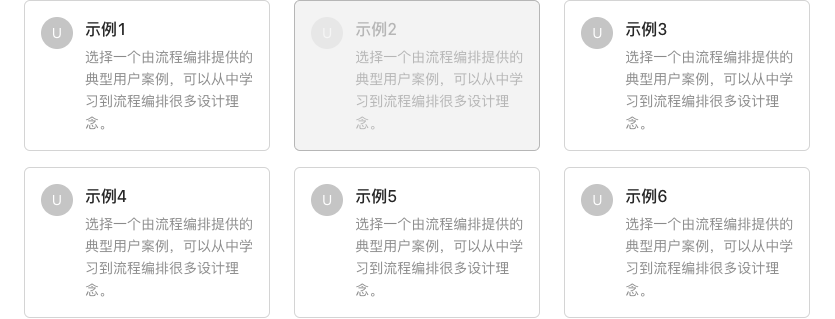 U 示例1
选择一个由流程编排提供的
典型用户案例，可以从中学
习到流程编排很多设计理
念。
U 示例2
选择一个由流程编排提供的
典型用户案例，可以从中学
习到流程编排很多设计理
念。
U 示例3
选择一个由流程编排提供的
典型用户案例，可以从中学
习到流程编排很多设计理
念。
U 示例4
选择一个由流程编排提供的
典型用户案例，可以从中学
习到流程编排很多设计理
念。
U 示例5
选择一个由流程编排提供的
典型用户案例，可以从中学
习到流程编排很多设计理
念。
U 示例6
选择一个由流程编排提供的
典型用户案例，可以从中学
习到流程编排很多设计理
念。